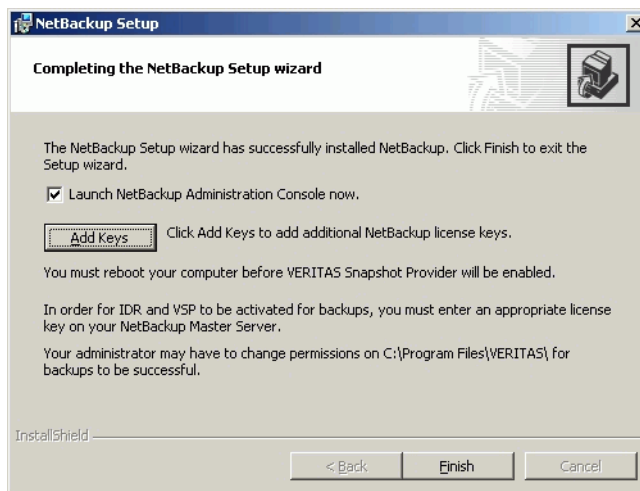 NetBackup Setup
Completing the NetBackup Setup wizard
The NetBackup Setup wizard has successfully installed NetBackup. Click Finish to exit the
Setup wizard.
Launch NetBackup Administration Console now.
Add Keys
Click Add Keys to add additional NetBackup license keys.
You must reboot your computer before VERITAS Snapshot Provider will be enabled.
In order for IDR and VSP to be activated for backups, you must enter an appropriate license
key on your NetBackup Master Server.
Your administrator may have to change permissions on C:\Program Files\VERITAS\ for
backups to be successful.
InstallShield
< Back
Finish
Cancel